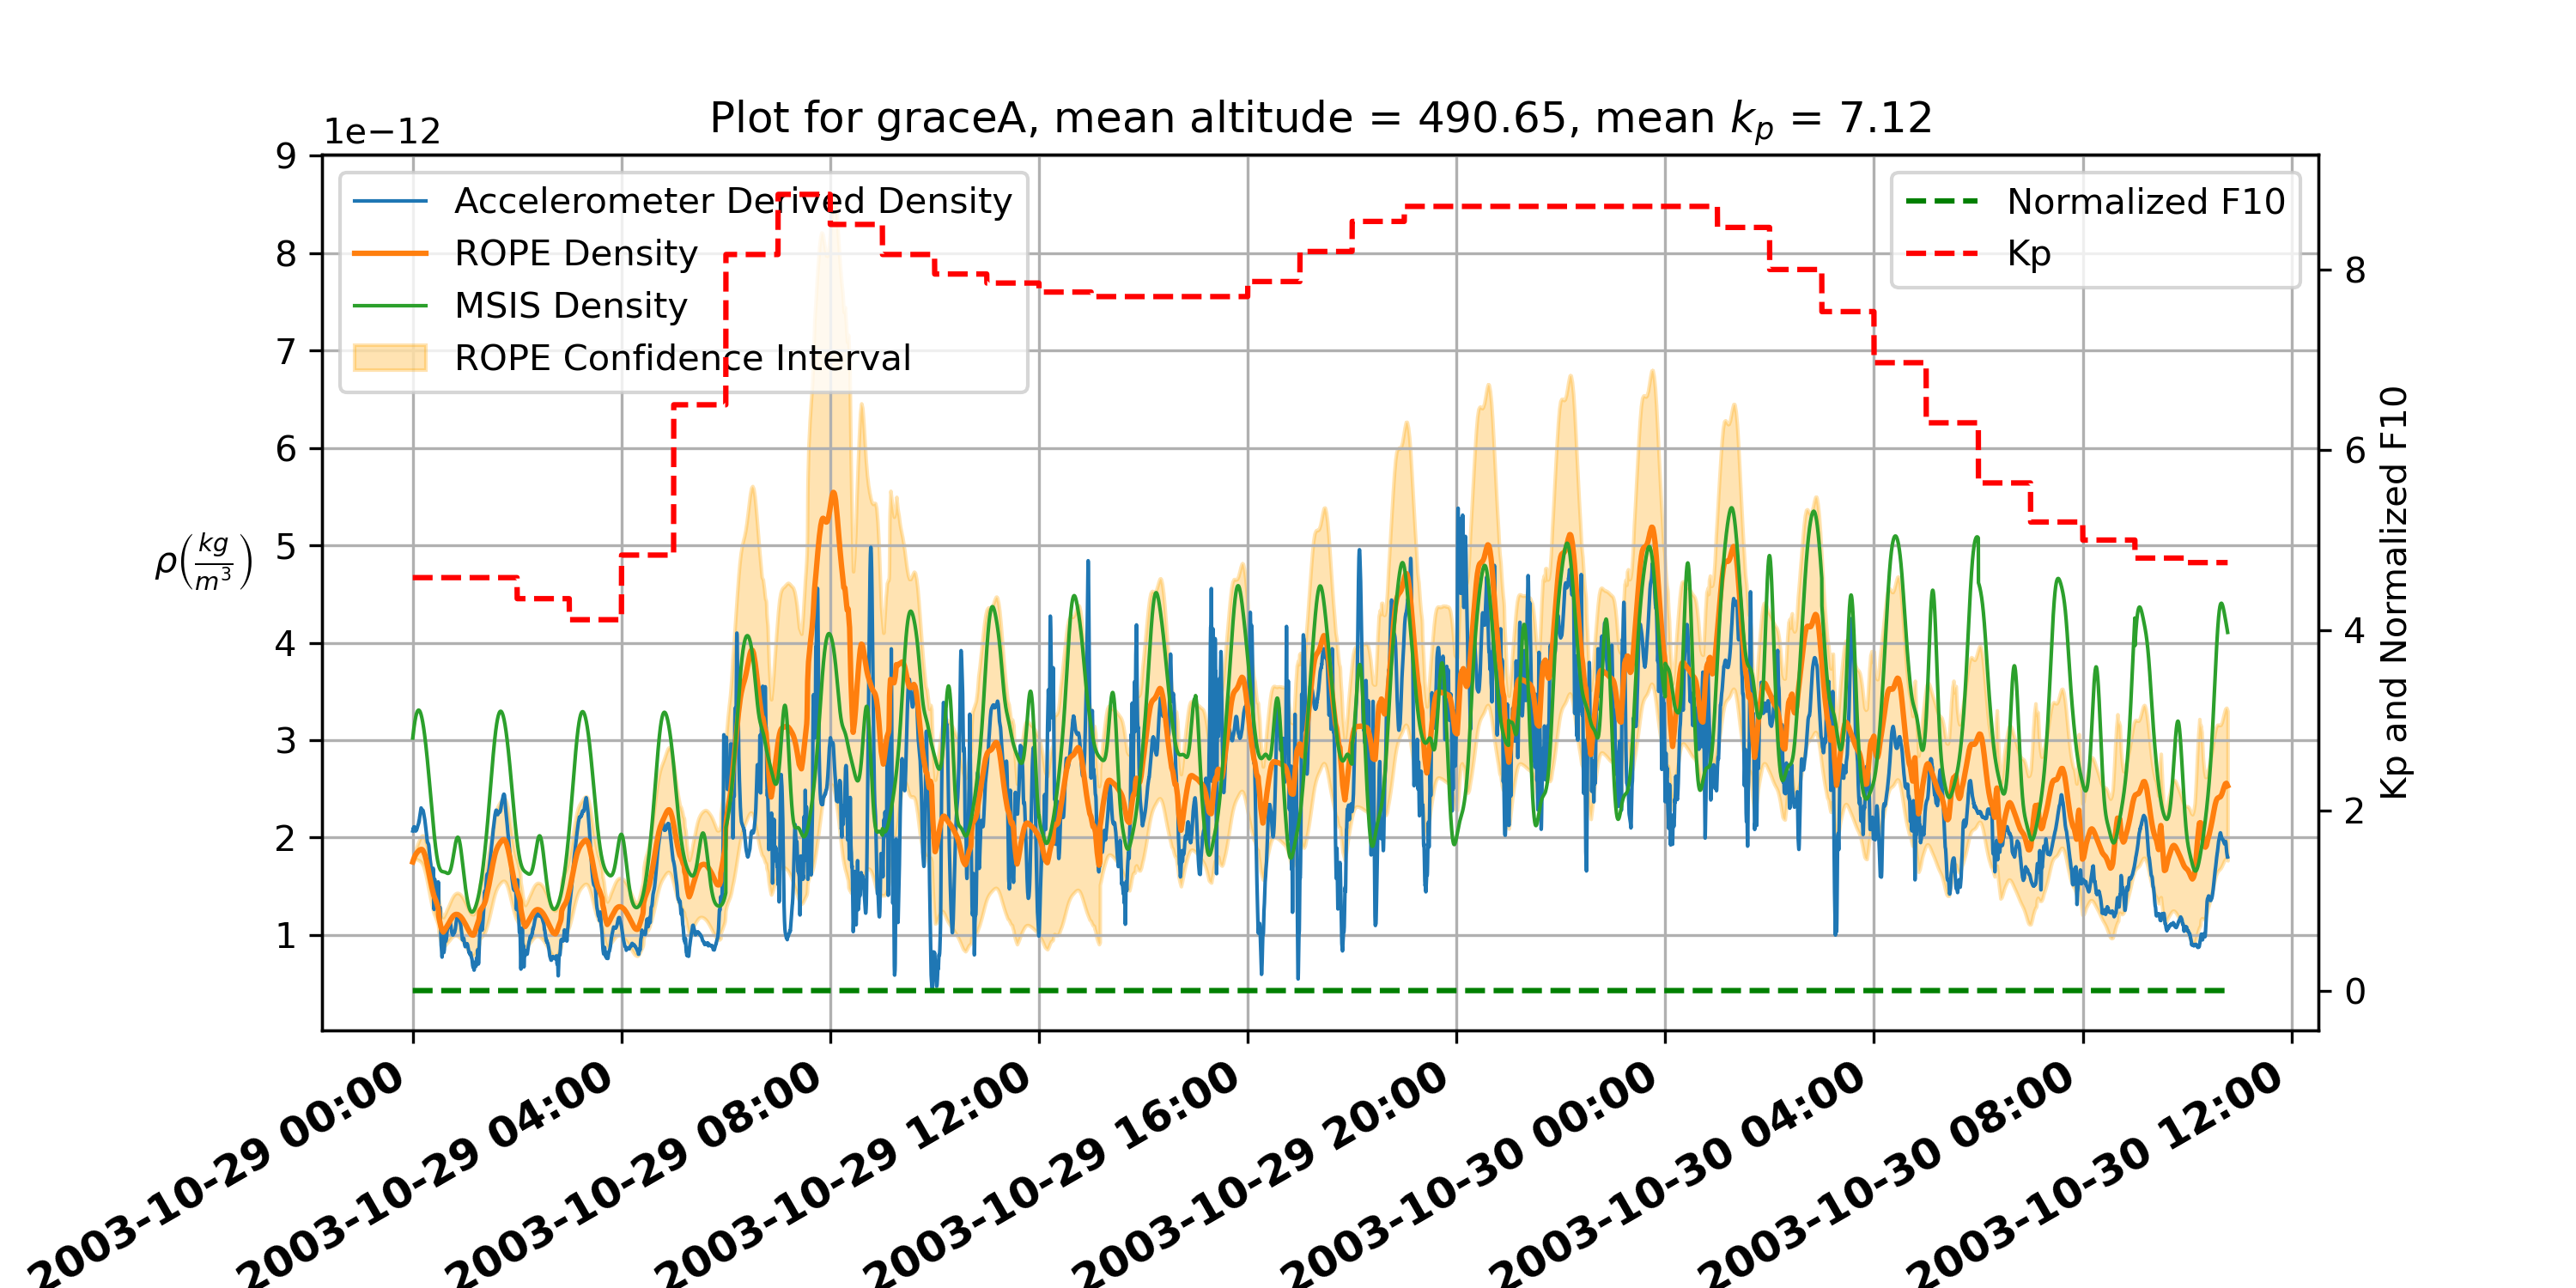 Plot for graceA, mean altitude = 490.65, mean kₚ = 7.12
1e−12
9
8
7
6
5
4
3
2
1
ρ(kg/m³)
Accelerometer Derived Density
ROPE Density
MSIS Density
ROPE Confidence Interval
Normalized F10
Kp
8
6
4
2
0
Kp and Normalized F10
2003-10-29 00:00
2003-10-29 04:00
2003-10-29 08:00
2003-10-29 12:00
2003-10-29 16:00
2003-10-29 20:00
2003-10-30 00:00
2003-10-30 04:00
2003-10-30 08:00
2003-10-30 12:00